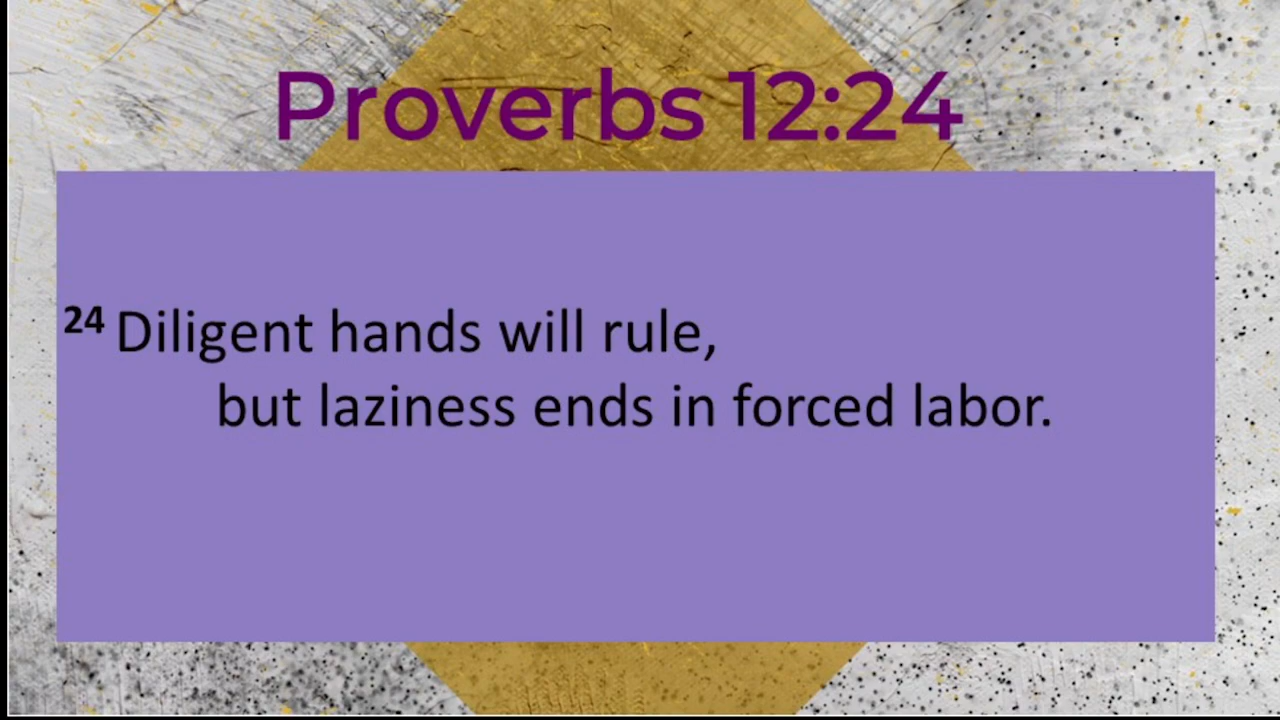 Proverbs 12:24
24 Diligent hands will rule,
but laziness ends in forced labor.